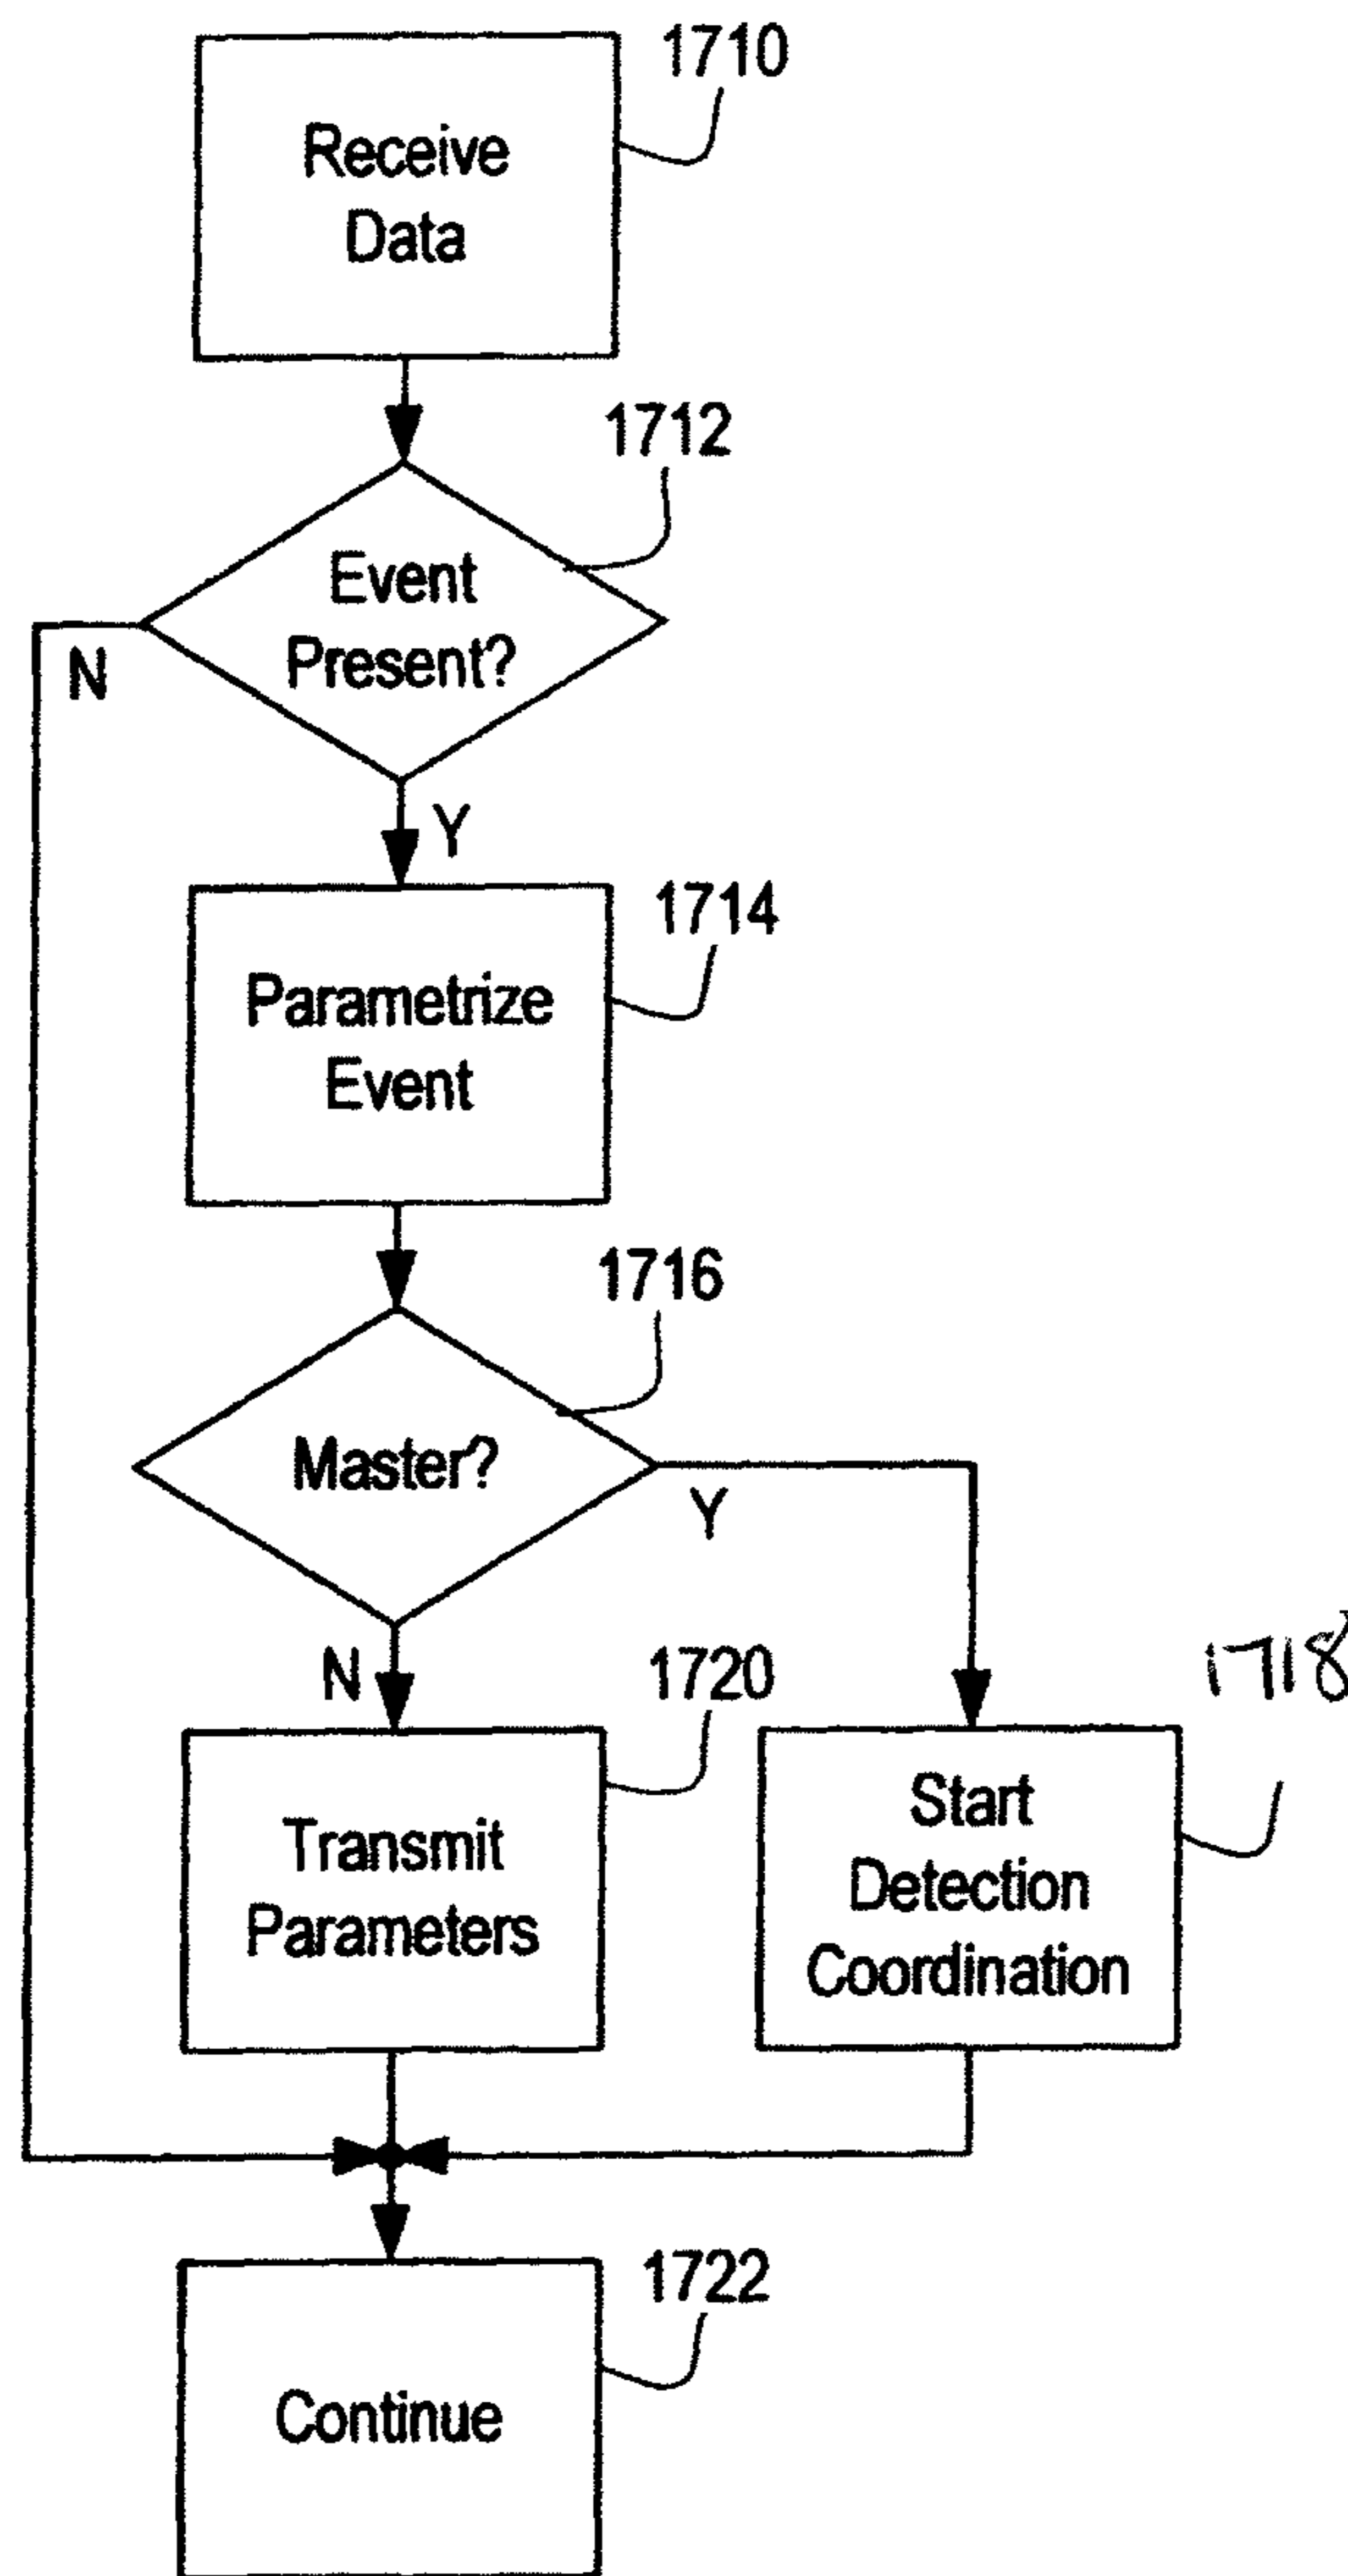 1710
Receive
Data
1712
Event
Present?
N
Y
1714
Parametrize
Event
1716
Master?
Y
N
1720
1718
Transmit
Parameters
Start
Detection
Coordination
1722
Continue